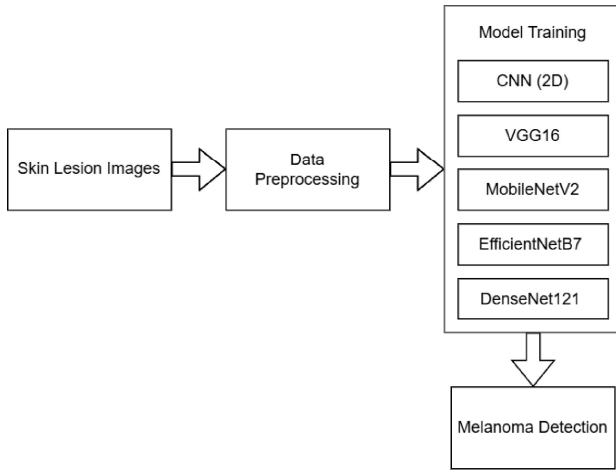 Skin Lesion Images
Data
Preprocessing
Model Training
CNN (2D)
VGG16
MobileNetV2
EfficientNetB7
DenseNet121
Melanoma Detection